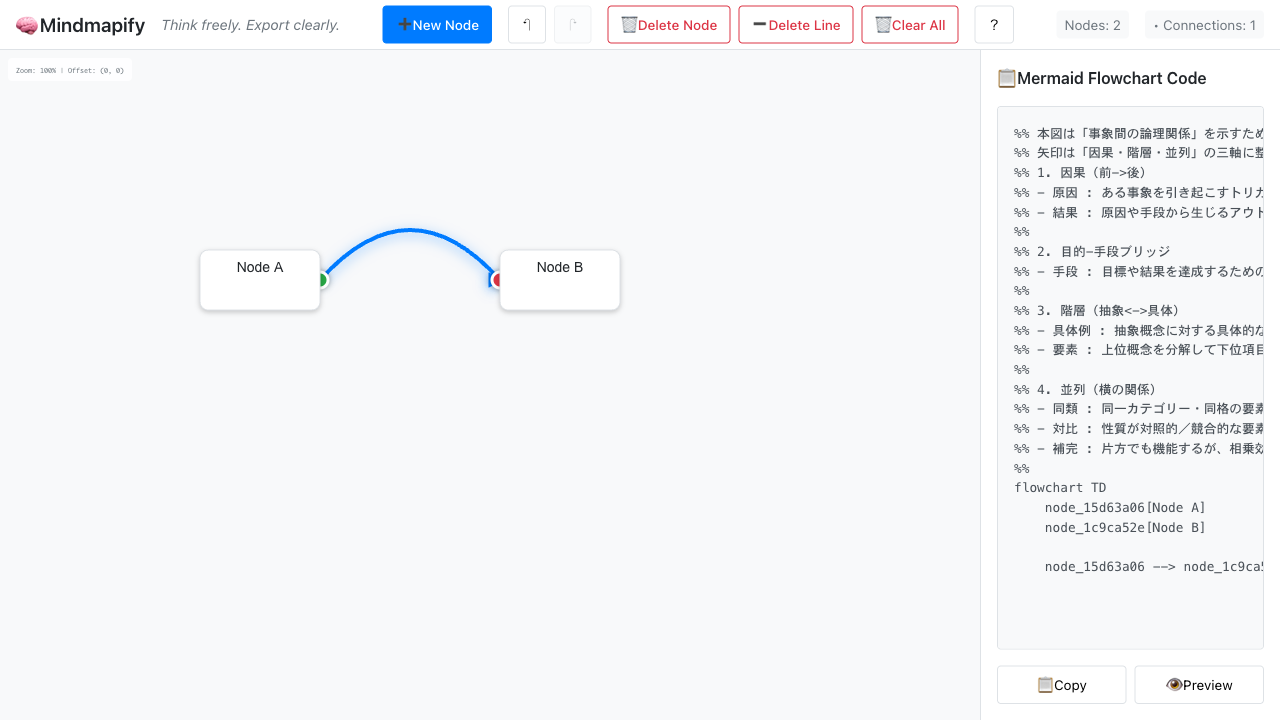 Mindmapify
Think freely. Export clearly.
New Node
Delete Node
Delete Line
Clear All
?
Nodes: 2
• Connections: 1
Zoom: 100% | Offset: (0, 0)
Node A
Node B
Mermaid Flowchart Code
%% 本図は「事象間の論理関係」を示すため
%% 矢印は「因果・階層・並列」の三軸に整
%% 1. 因果（前->後）
%% - 原因 : ある事象を引き起こすトリガ
%% - 結果 : 原因や手段から生じるアウト
%%
%% 2. 目的-手段ブリッジ
%% - 手段 : 目標や結果を達成するための
%%
%% 3. 階層（抽象<->具体）
%% - 具体例 : 抽象概念に対する具体的な
%% - 要素 : 上位概念を分解して下位項目
%%
%% 4. 並列（横の関係）
%% - 同類 : 同一カテゴリー・同格の要素
%% - 対比 : 性質が対照的／競合的な要素
%% - 補完 : 片方でも機能するが、相乗効
%%
flowchart TD
node_15d63a06[Node A]
node_1c9ca52e[Node B]
node_15d63a06 --> node_1c9ca5
Copy
Preview